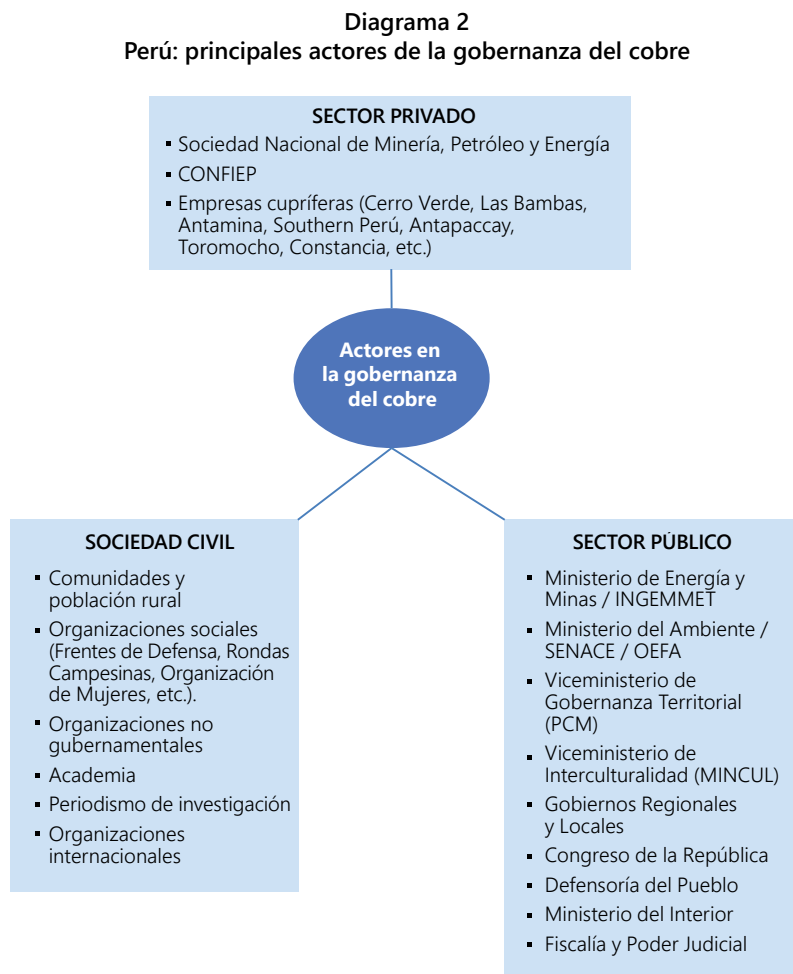 Diagrama 2
Perú: principales actores de la gobernanza del cobre
SECTOR PRIVADO
▪ Sociedad Nacional de Minería, Petróleo y Energía
▪ CONFIEP
▪ Empresas cupríferas (Cerro Verde, Las Bambas,
Antamina, Southern Perú, Antapaccay,
Toromocho, Constancia, etc.)
Actores en
la gobernanza
del cobre
SOCIEDAD CIVIL
▪ Comunidades y
población rural
▪ Organizaciones sociales
(Frentes de Defensa, Rondas
Campesinas, Organización
de Mujeres, etc.).
▪ Organizaciones no
gubernamentales
▪ Academia
▪ Periodismo de investigación
▪ Organizaciones
internacionales
SECTOR PÚBLICO
▪ Ministerio de Energía y
Minas / INGEMMET
▪ Ministerio del Ambiente /
SENACE / OEFA
▪ Viceministerio de
Gobernanza Territorial
(PCM)
▪ Viceministerio de
Interculturalidad (MINCUL)
▪ Gobiernos Regionales
y Locales
▪ Congreso de la República
▪ Defensoría del Pueblo
▪ Ministerio del Interior
▪ Fiscalía y Poder Judicial